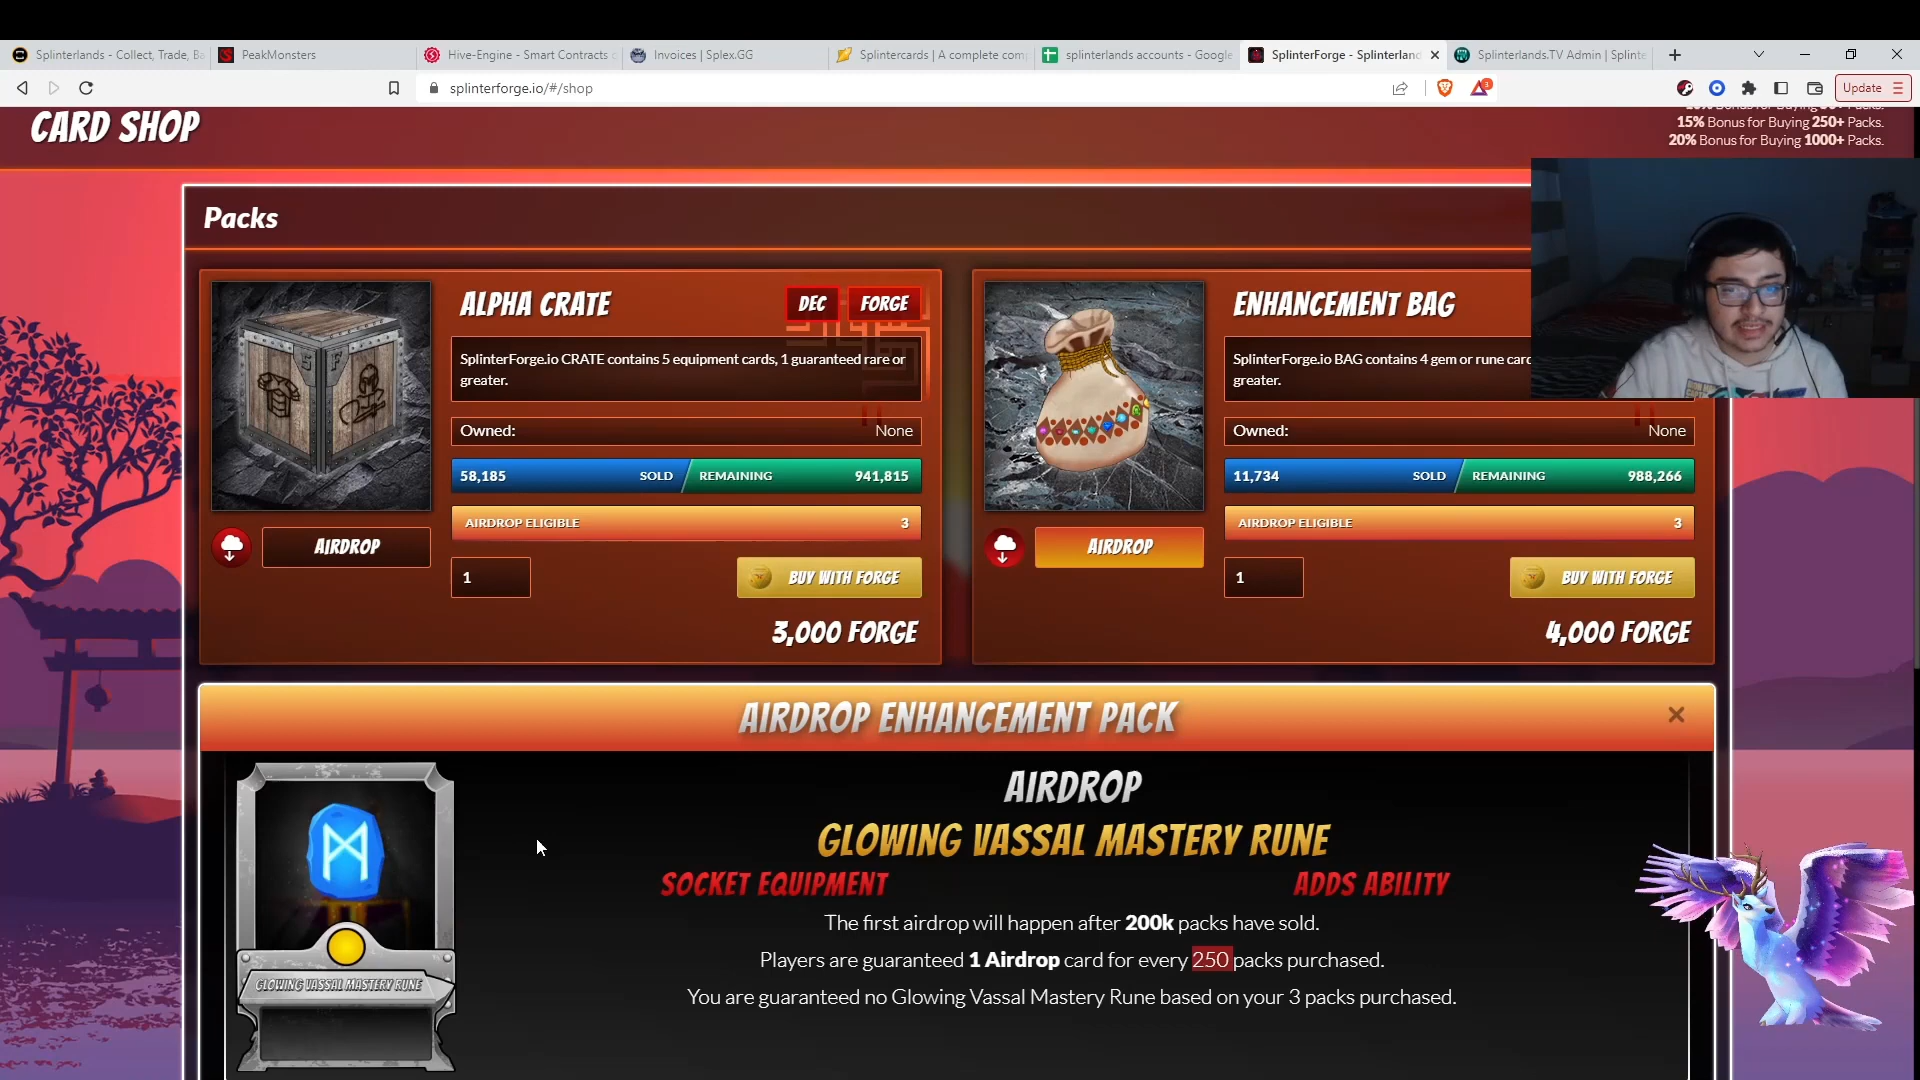 Splinterlands - Collect, Trade, Ba
PeakMonsters
Hive-Engine - Smart Contracts o
Invoices | Splex.GG
Splintercards | A complete com
splinterlands accounts - Google
SplinterForge - Splinterland
Splinterlands.TV Admin | Splinte
splinterforge.io/#/shop
Update
CARD SHOP
15% Bonus for Buying 250+ Packs.
20% Bonus for Buying 1000+ Packs.
Packs
ALPHA CRATE
DEC
FORGE
SplinterForge.io CRATE contains 5 equipment cards, 1 guaranteed rare or
greater.
Owned: None
58,185 SOLD REMAINING 941,815
AIRDROP ELIGIBLE 3
AIRDROP
1
BUY WITH FORGE
3,000 FORGE
ENHANCEMENT BAG
SplinterForge.io BAG contains 4 gem or rune card
greater.
Owned: None
11,734 SOLD REMAINING 988,266
AIRDROP ELIGIBLE 3
AIRDROP
1
BUY WITH FORGE
4,000 FORGE
AIRDROP ENHANCEMENT PACK
AIRDROP
GLOWING VASSAL MASTERY RUNE
SOCKET EQUIPMENT
ADDS ABILITY
The first airdrop will happen after 200k packs have sold.
Players are guaranteed 1 Airdrop card for every 250 packs purchased.
You are guaranteed no Glowing Vassal Mastery Rune based on your 3 packs purchased.
GLOWING VASSAL MASTERY RUNE